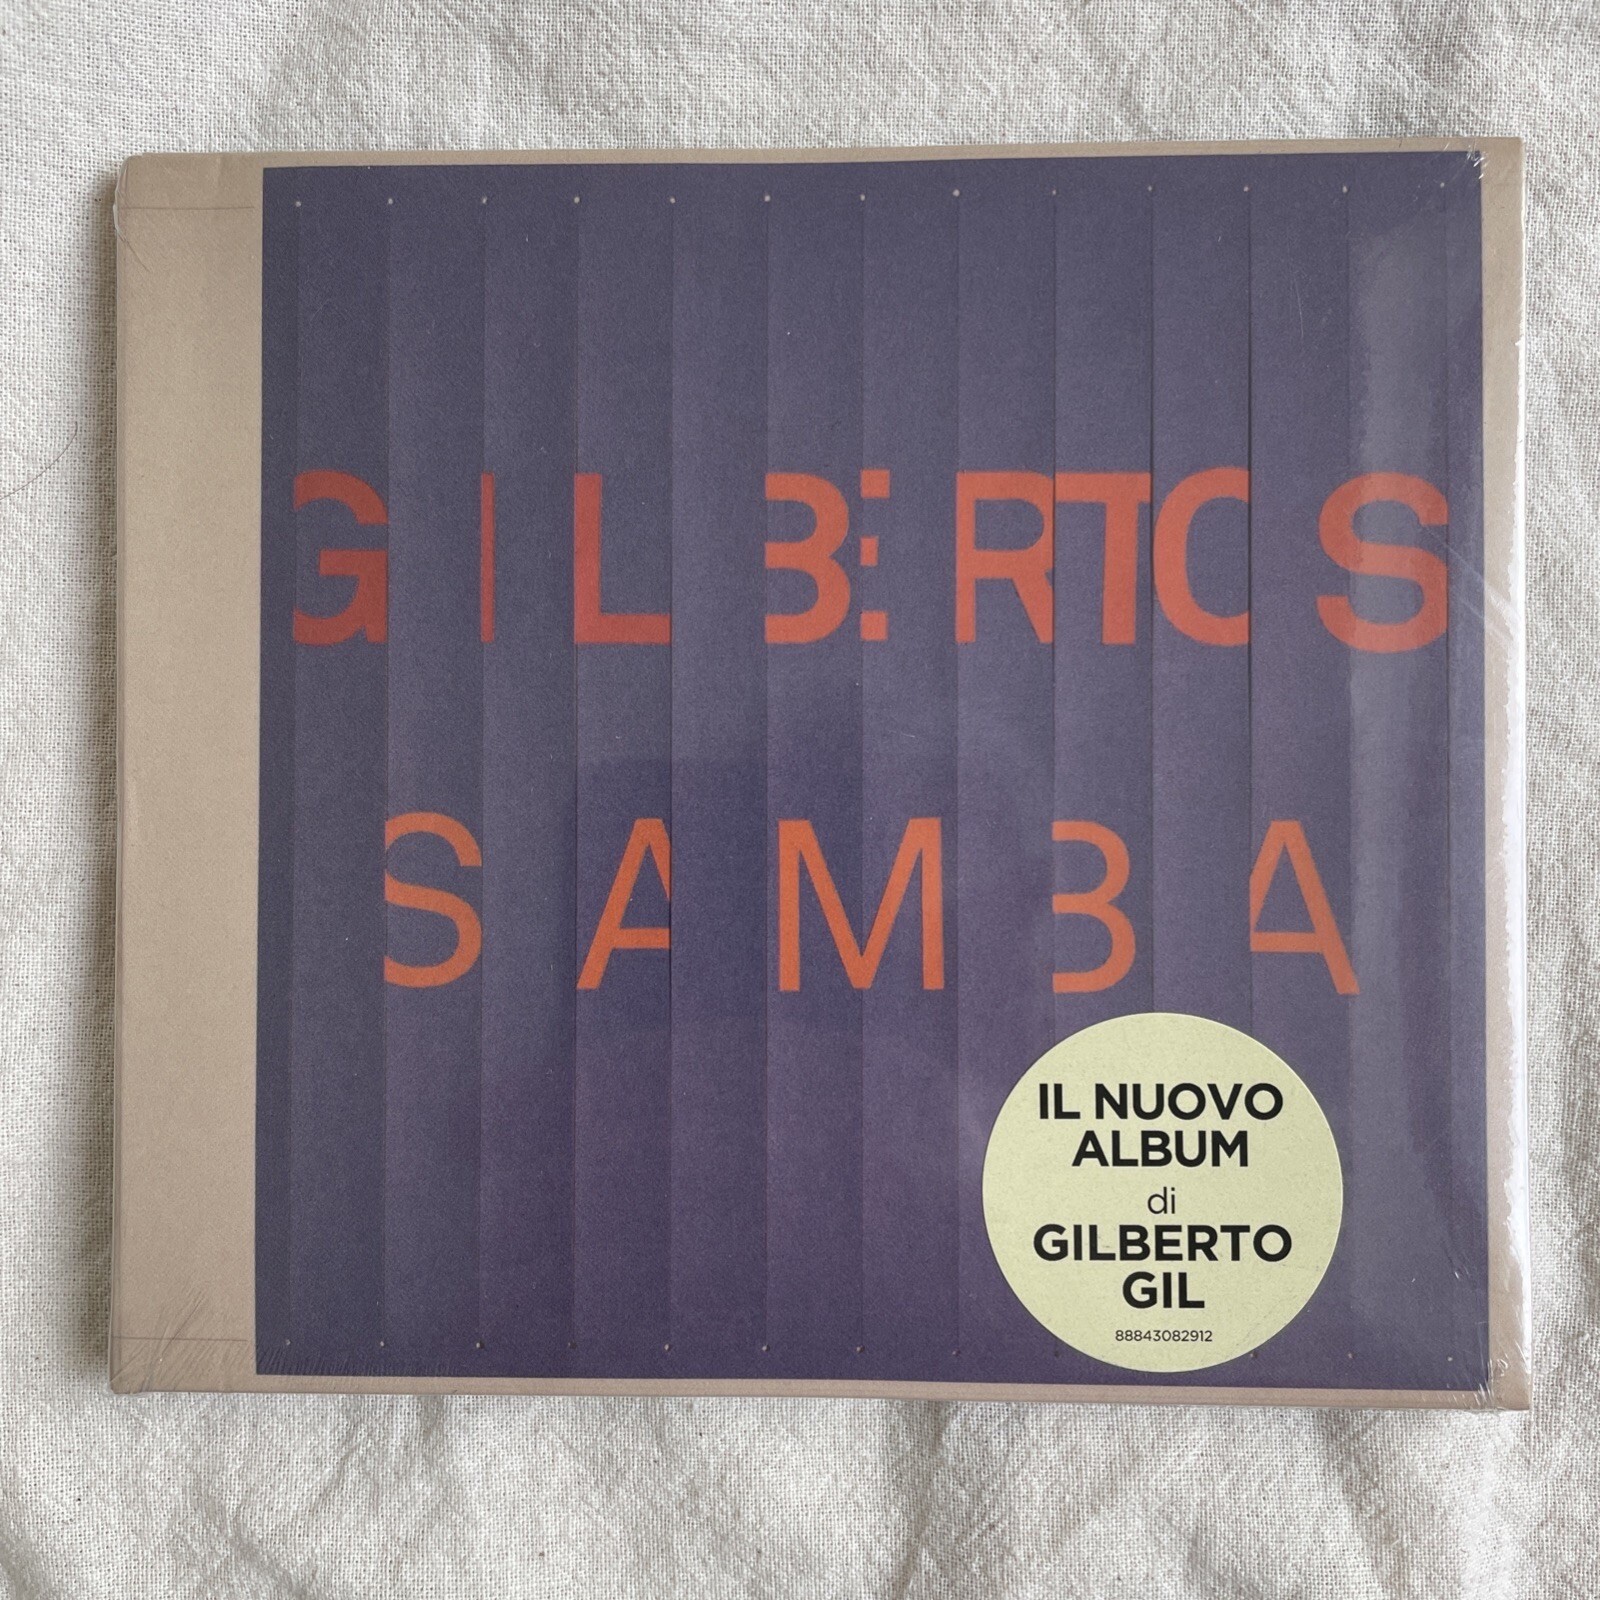 GILBERTOS
SAMBA
IL NUOVO
ALBUM
di
GILBERTO
GIL
88843082912